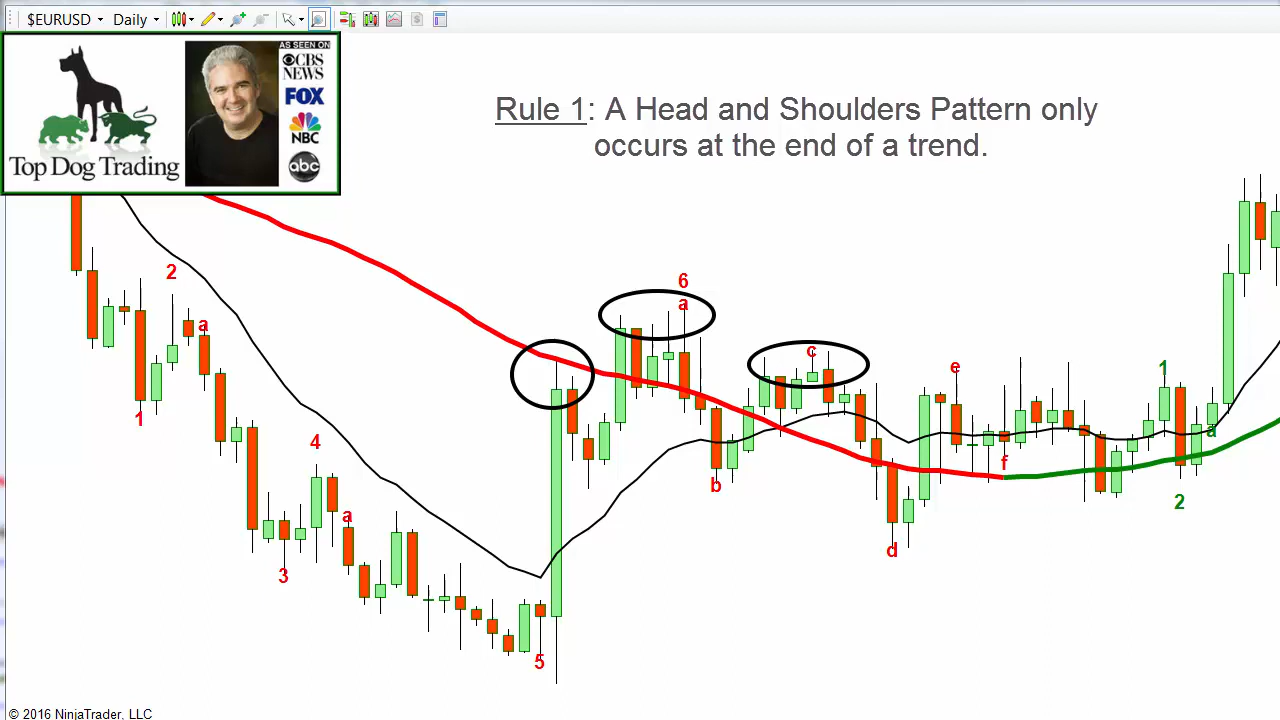 $EURUSD Daily
AS SEEN ON
CBS
NEWS
FOX
NBC
abc
Top Dog Trading
Rule 1: A Head and Shoulders Pattern only
occurs at the end of a trend.
2
a
1
4
a
3
5
6
a
b
c
d
e
f
1
a
2
© 2016 NinjaTrader, LLC